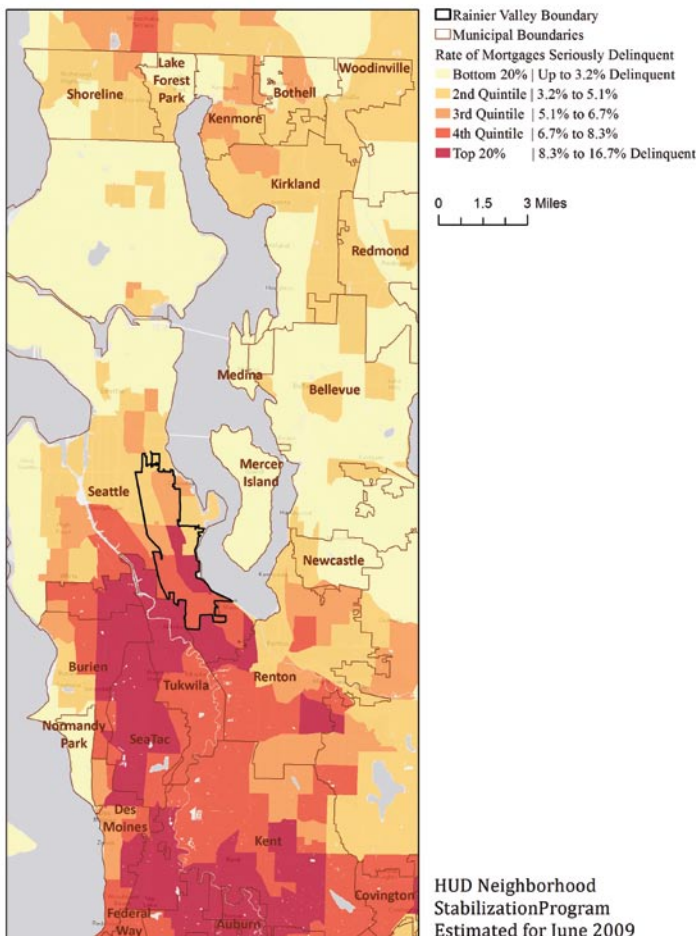 Rainier Valley Boundary
Municipal Boundaries
Rate of Mortgages Seriously Delinquent
Bottom 20% | Up to 3.2% Delinquent
2nd Quintile | 3.2% to 5.1%
3rd Quintile | 5.1% to 6.7%
4th Quintile | 6.7% to 8.3%
Top 20% | 8.3% to 16.7% Delinquent
0 1.5 3 Miles
Lake
Forest
Park
Woodinville
Shoreline
Bothell
Kenmore
Kirkland
Redmond
Medina
Bellevue
Mercer
Island
Seattle
Newcastle
Burien
Tukwila
Renton
Normandy
Park
SeaTac
Des
Moines
Kent
Covington
Federal
Way
Auburn
HUD Neighborhood
StabilizationProgram
Estimated for June 2009